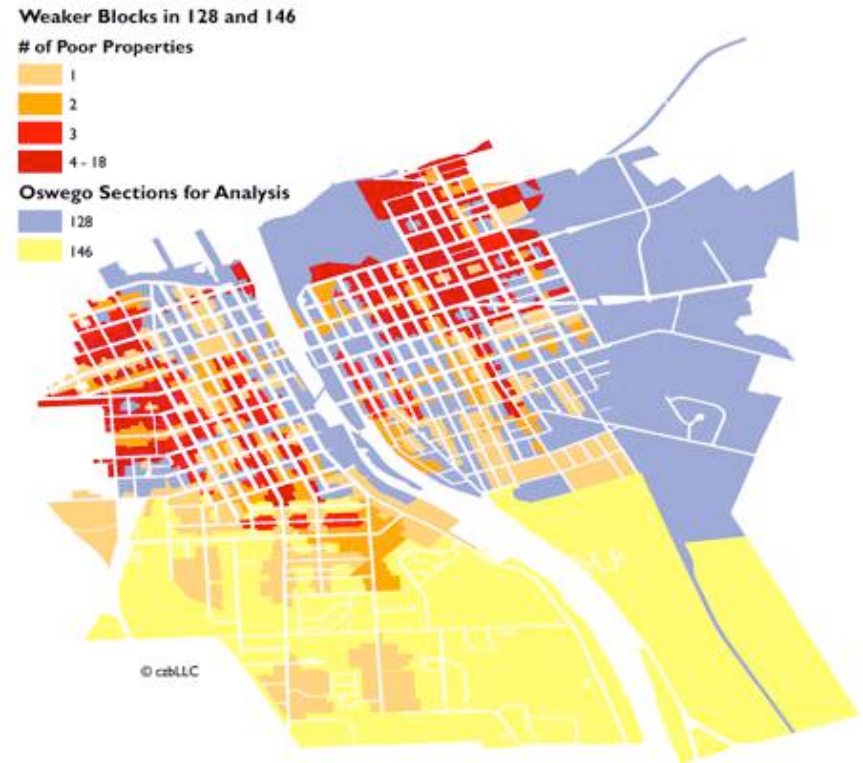 Weaker Blocks in 128 and 146
# of Poor Properties
1
2
3
4 - 18
Oswego Sections for Analysis
128
146
© czbLLC